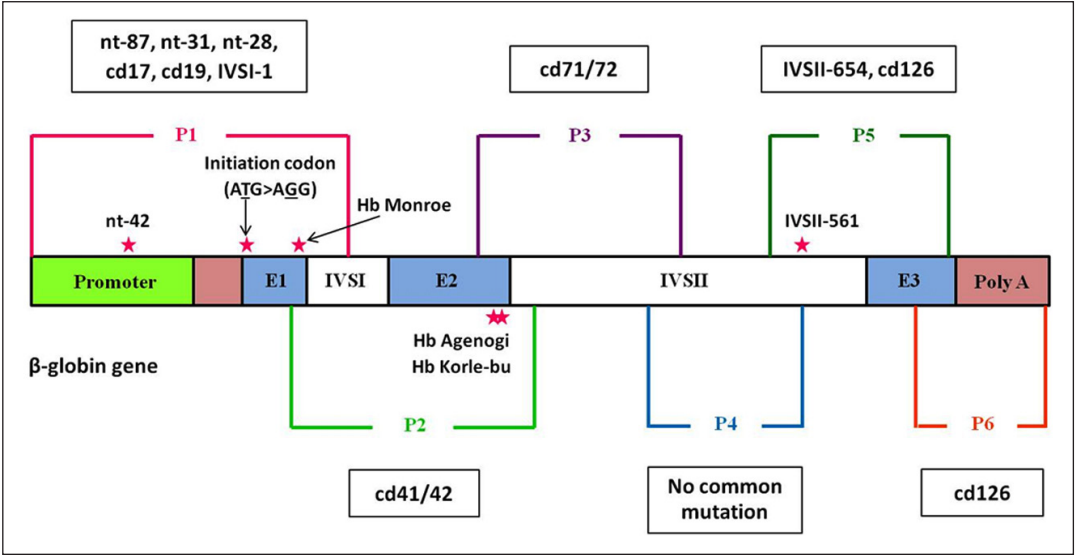 nt-87, nt-31, nt-28,
cd17, cd19, IVSI-1
cd71/72
IVSII-654, cd126
P1
P3
P5
Initiation codon
(ATG>AGG)
Hb Monroe
nt-42
IVSII-561
Promoter
E1
IVSI
E2
IVSII
E3
Poly A
Hb Agenogi
Hb Korle-bu
β-globin gene
P2
P4
P6
cd41/42
No common
mutation
cd126